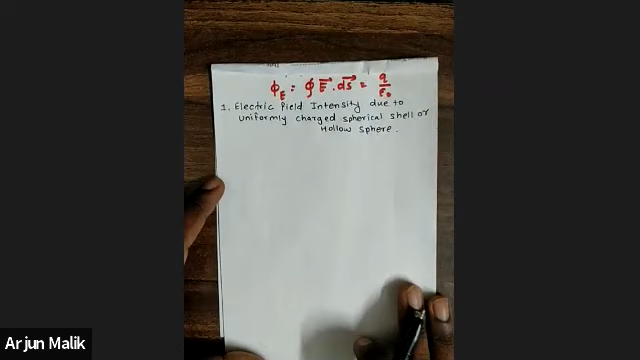 ϕE = ∮ E⃗ . ds⃗ = q/ε₀
1. Electric field Intensity due to
uniformly charged spherical shell or
Hollow sphere.
Arjun Malik